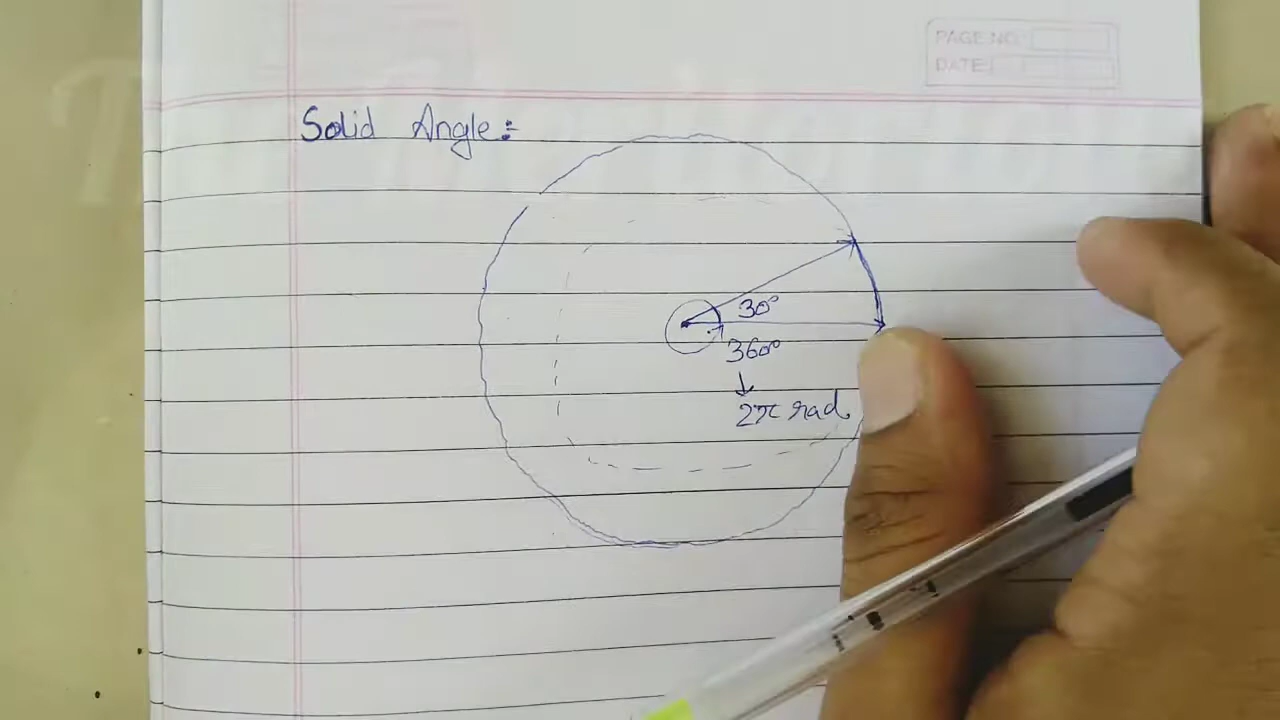 PAGE NO:
DATE:
Solid Angle:
30°
360°
2π rad